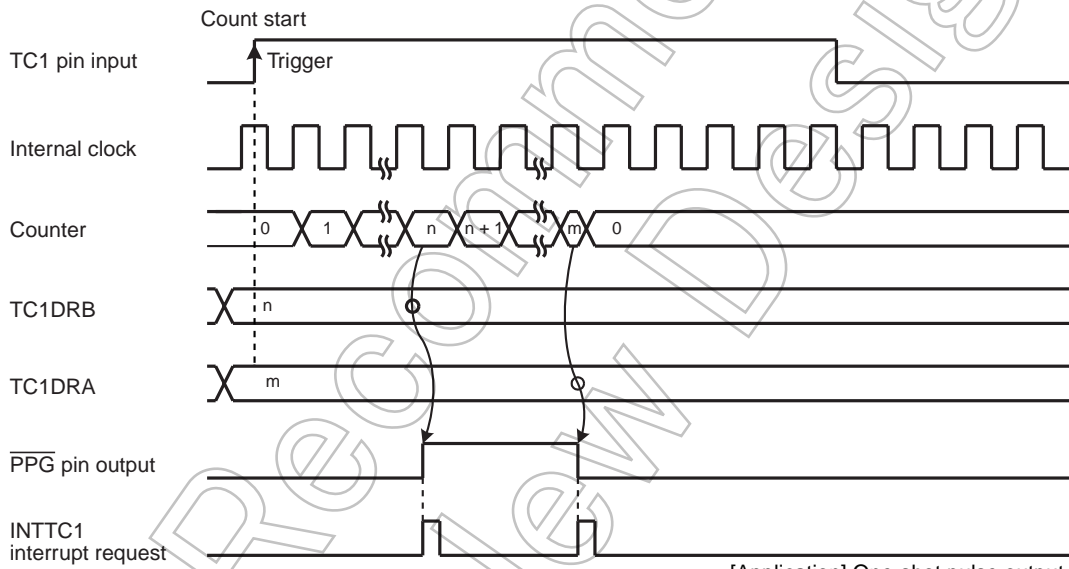 Count start
TC1 pin input
Trigger
Internal clock
Counter
0 1 n n + 1 m 0
TC1DRB
n
TC1DRA
m
PPG pin output
INTTC1
interrupt request
[Application] One-shot pulse output